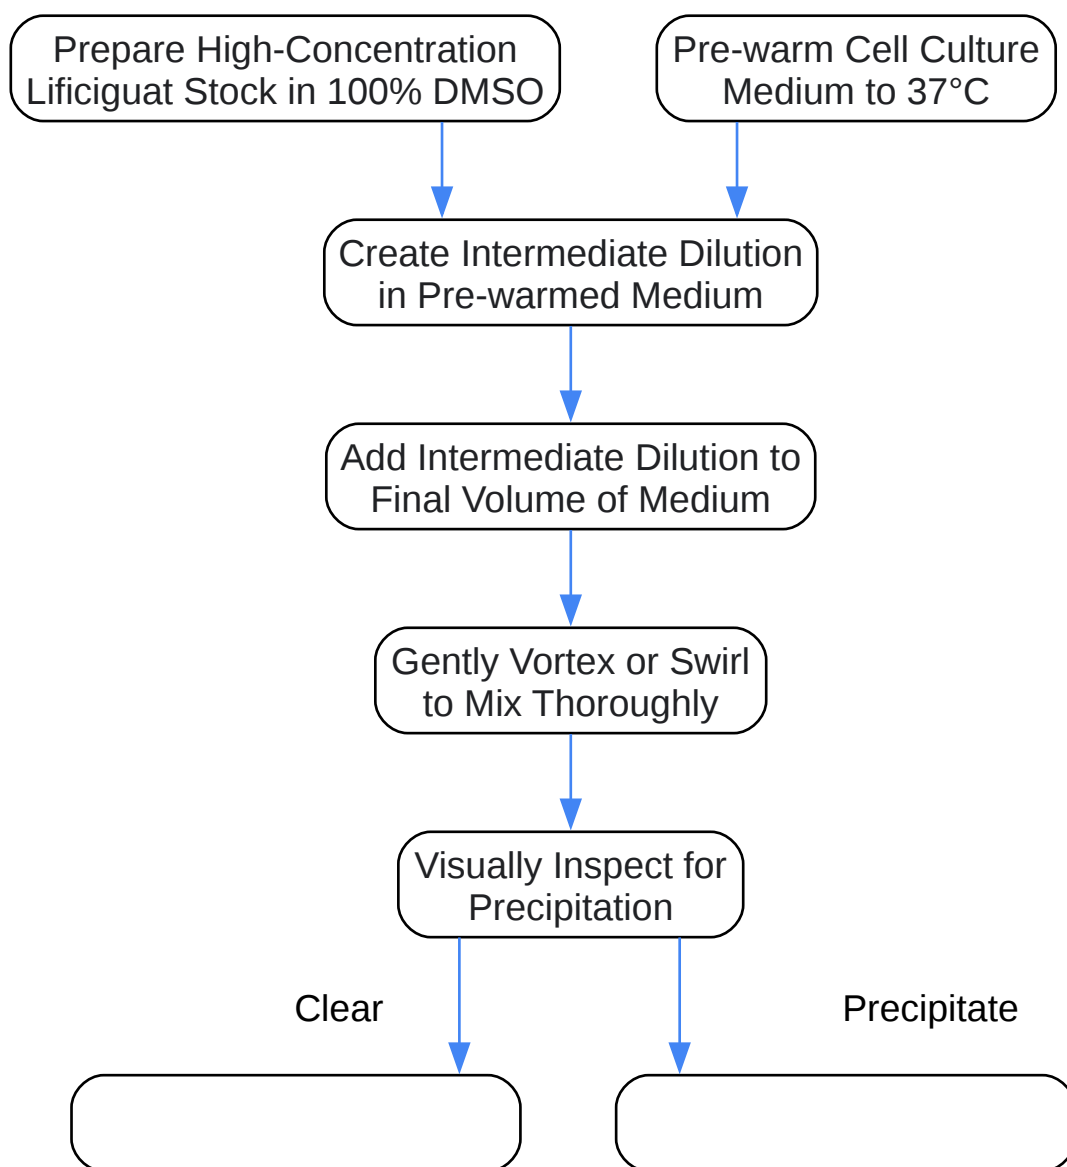 Prepare High-Concentration
Lificiguat Stock in 100% DMSO
Pre-warm Cell Culture
Medium to 37°C
Create Intermediate Dilution
in Pre-warmed Medium
Add Intermediate Dilution to
Final Volume of Medium
Gently Vortex or Swirl
to Mix Thoroughly
Visually Inspect for
Precipitation
Clear
Precipitate